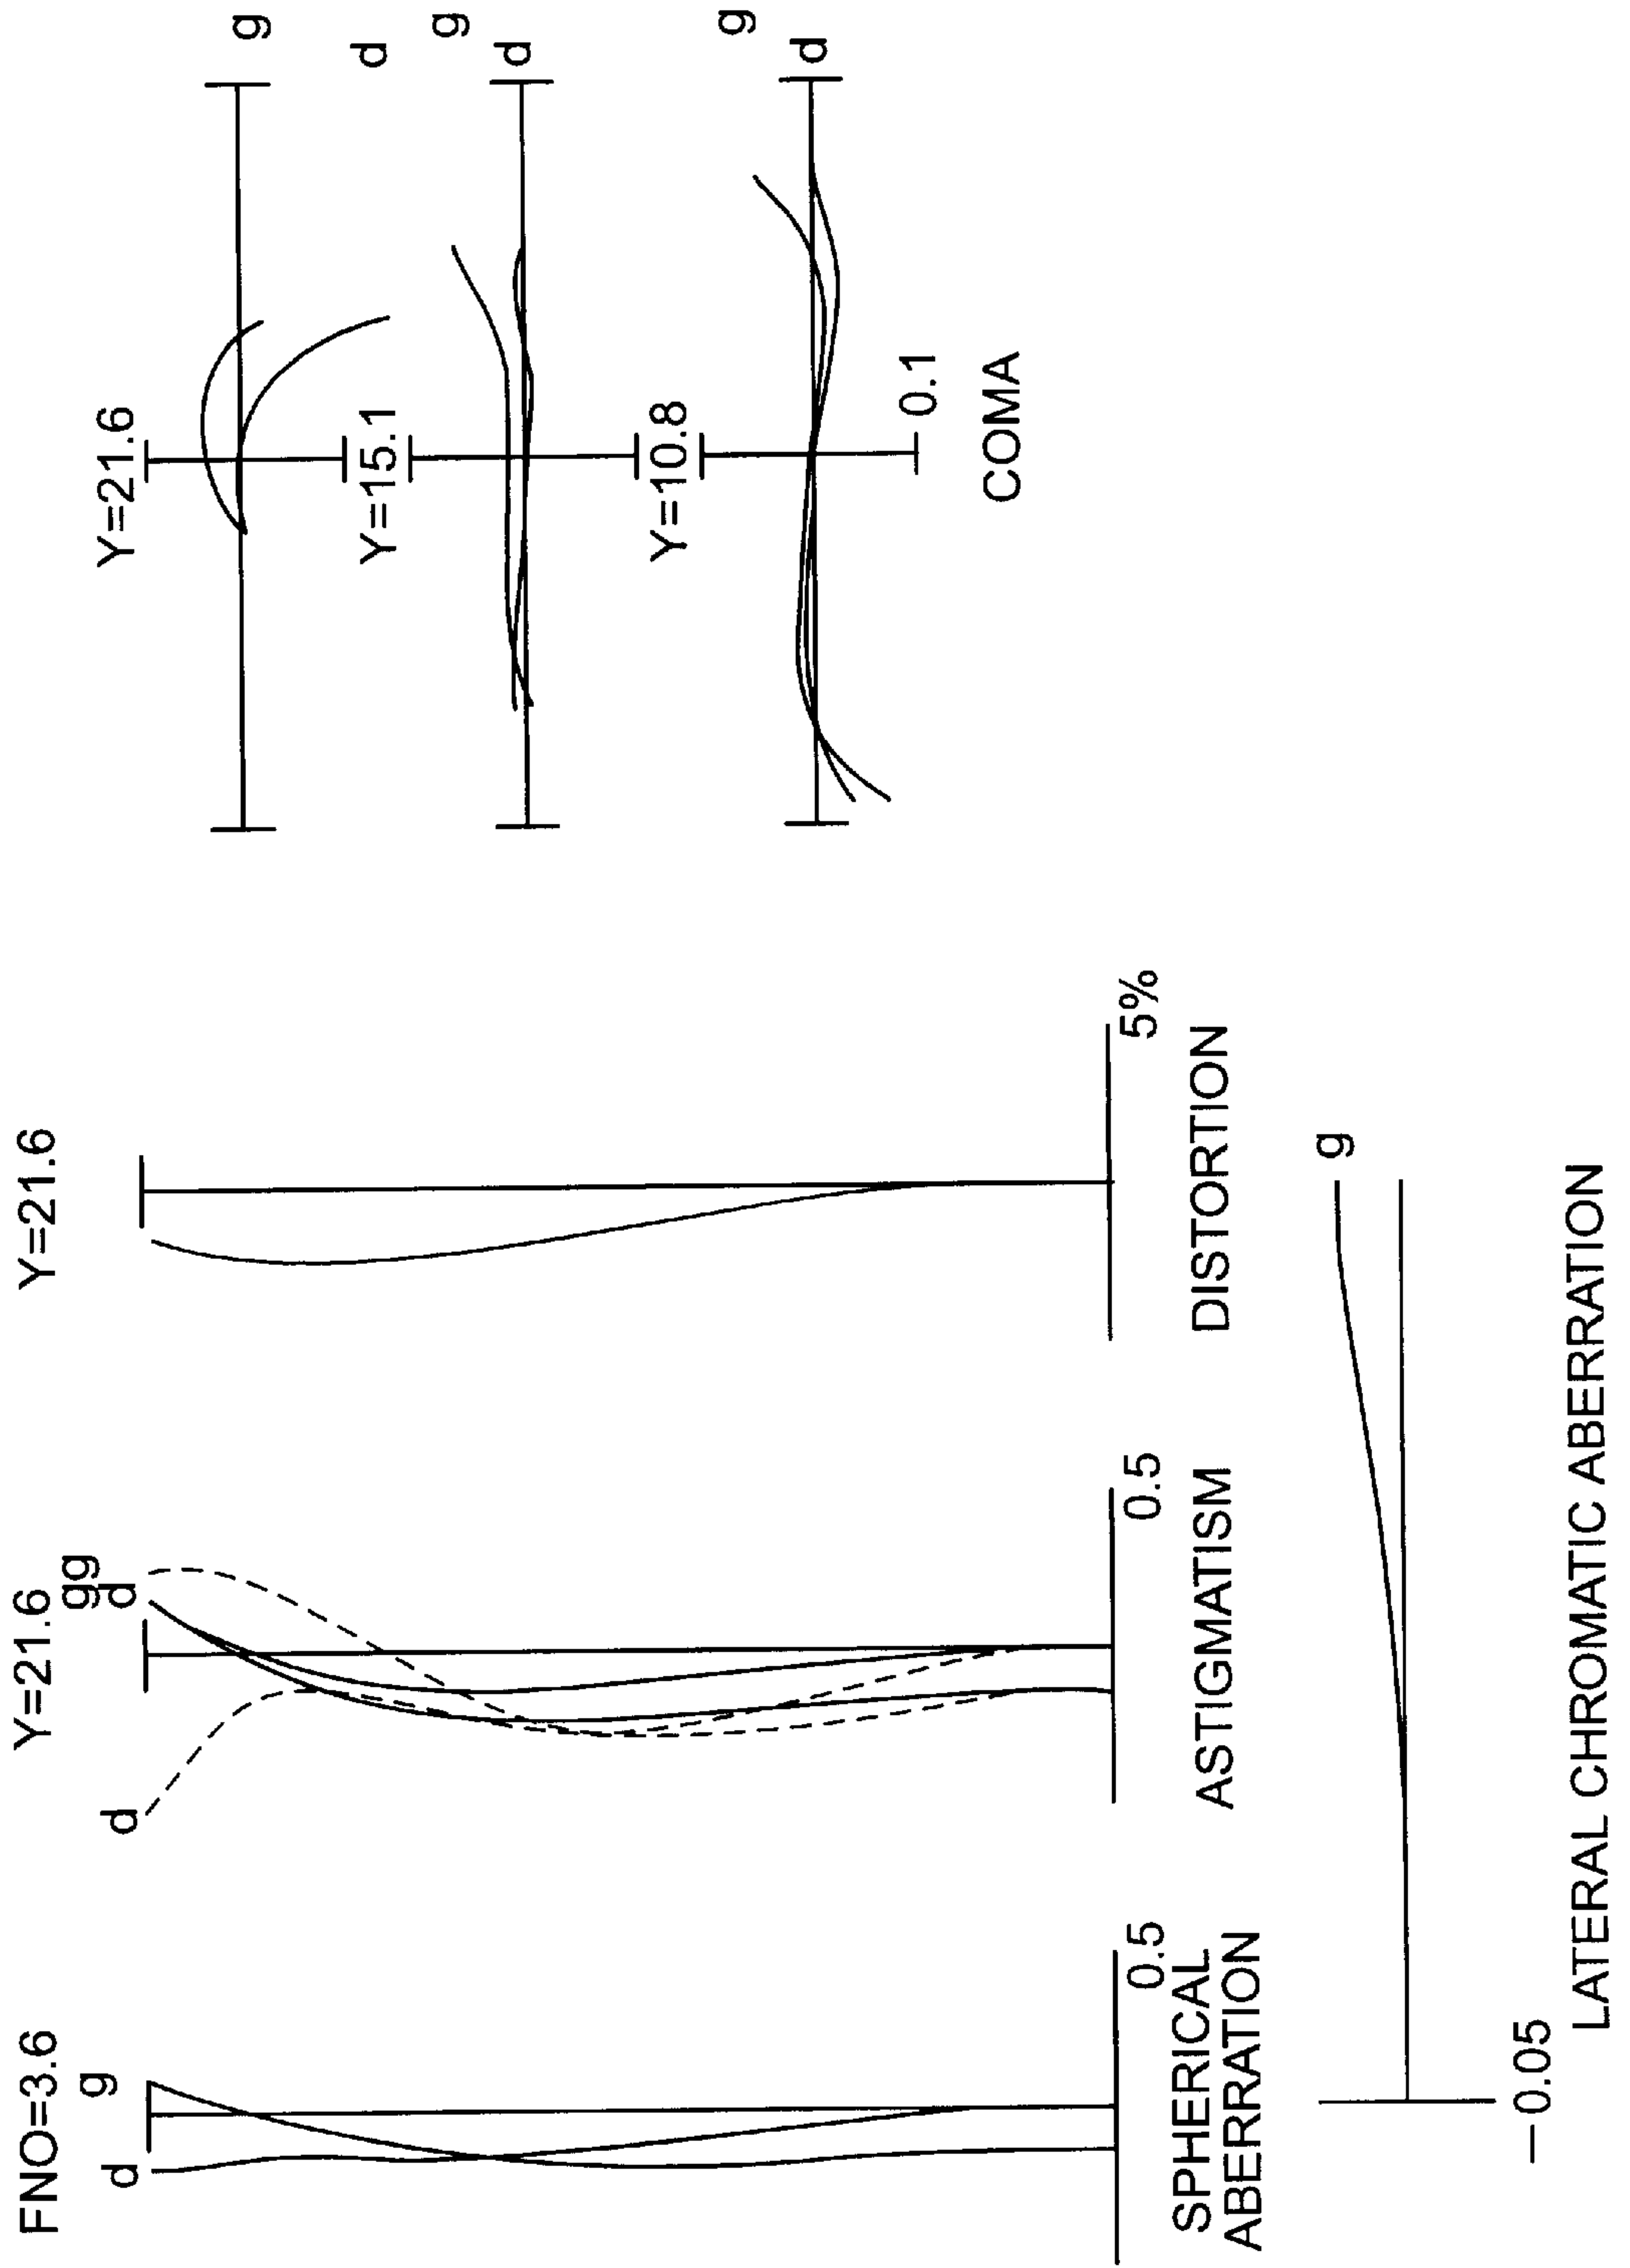 FNO=3.6
d g
0.5
SPHERICAL
ABERRATION
Y=21.6
gg
d d
0.5
ASTIGMATISM
Y=21.6
5%
DISTORTION
Y=21.6
g
d
Y=15.1
g
d
Y=10.8
g
d
0.1
COMA
g
−0.05
LATERAL CHROMATIC ABERRATION